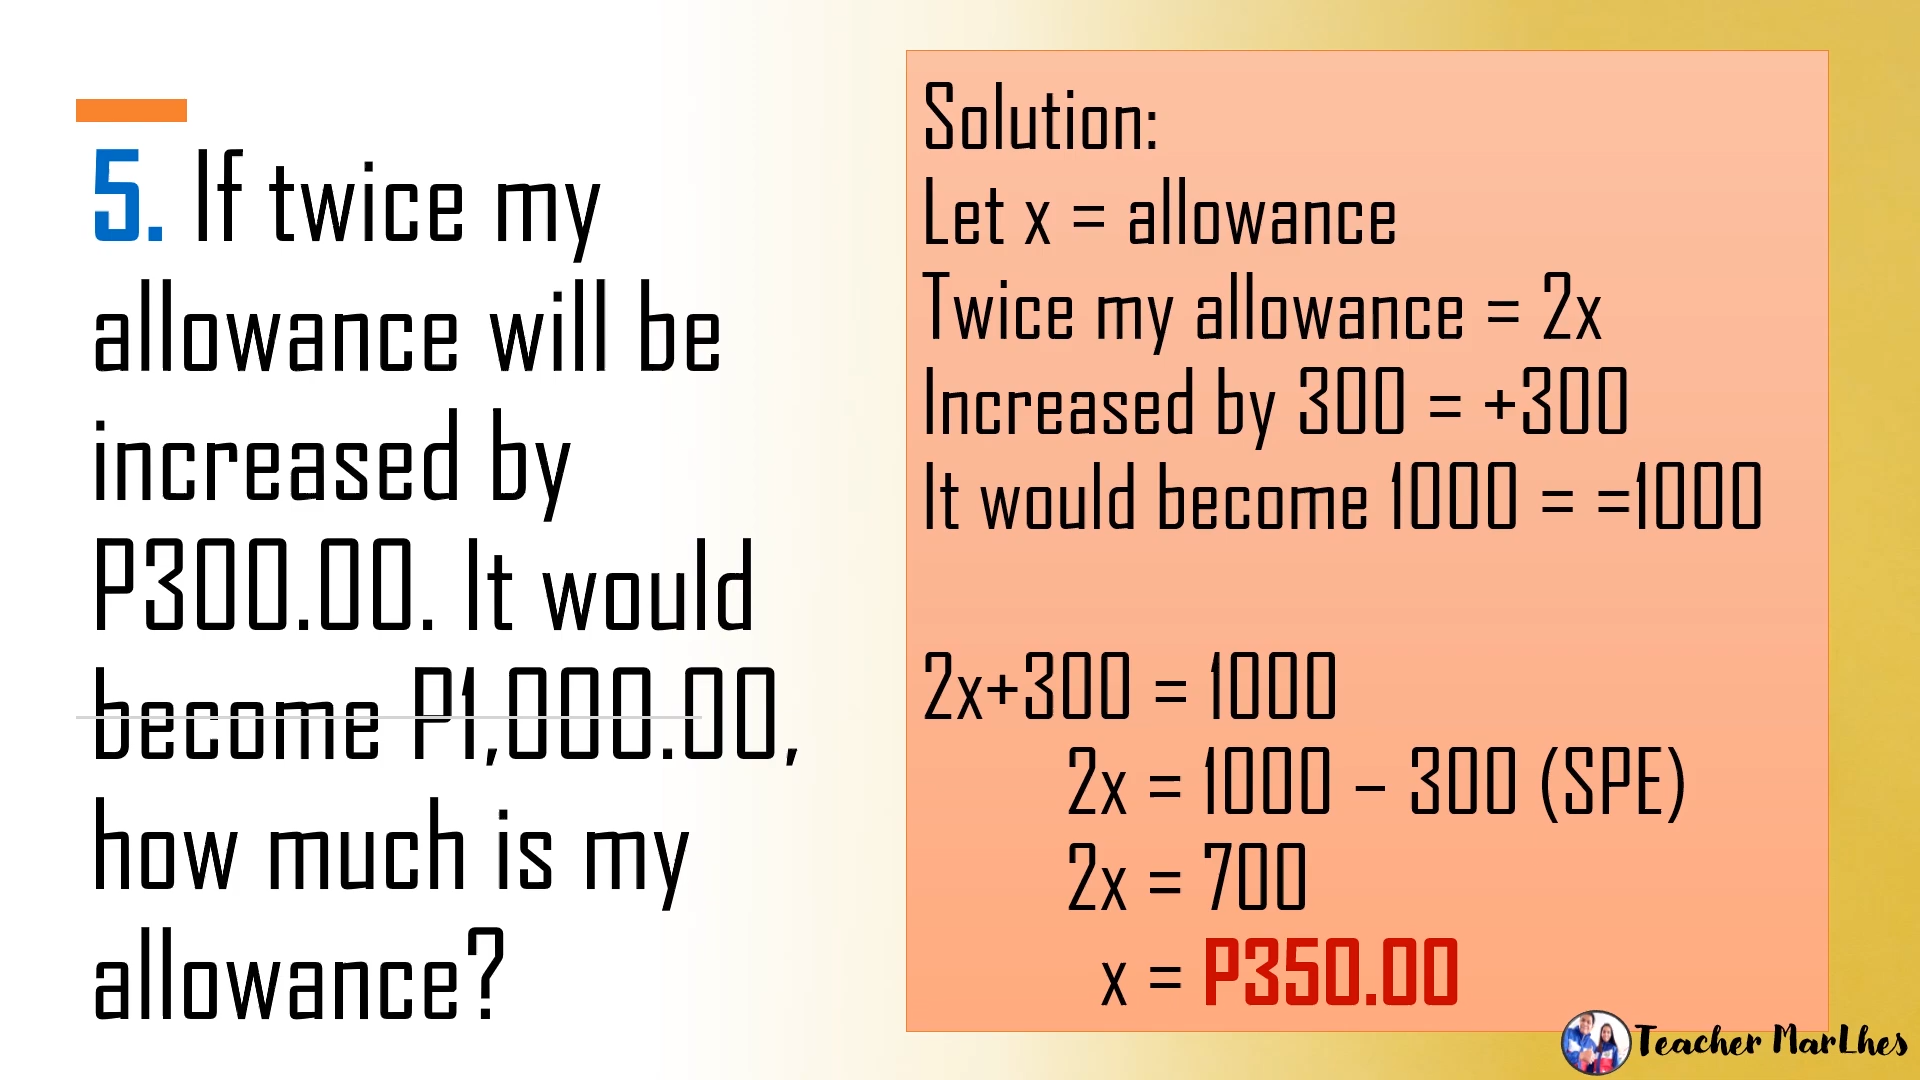 5. If twice my
allowance will be
increased by
P300.00. It would
become P1,000.00,
how much is my
allowance?
Solution:
Let x = allowance
Twice my allowance = 2x
Increased by 300 = +300
It would become 1000 = =1000
2x+300 = 1000
2x = 1000 – 300 (SPE)
2x = 700
x = P350.00
Teacher MarLhes